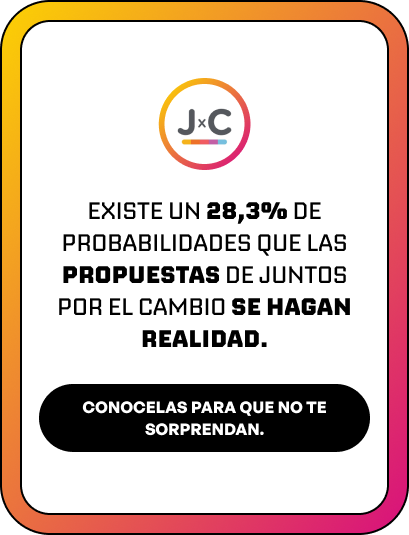 JxC
EXISTE UN 28,3% DE
PROBABILIDADES QUE LAS
PROPUESTAS DE JUNTOS
POR EL CAMBIO SE HAGAN
REALIDAD.
CONOCELAS PARA QUE NO TE
SORPRENDAN.